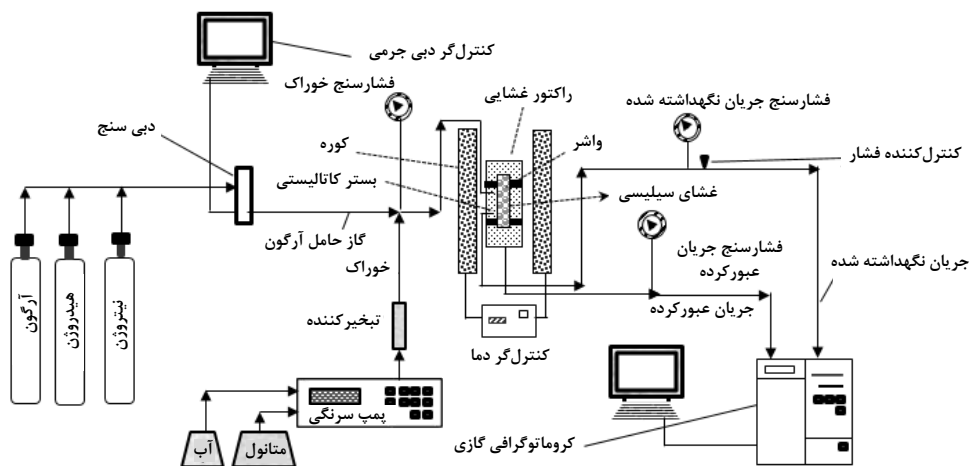 کنترل‌گر دبی جرمی
فشارسنج خوراک
راکتور غشایی
فشارسنج جریان نگهداشته شده
دبی سنج
کوره
واشر
کنترل‌کننده فشار
بستر کاتالیستی
غشای سیلیسی
گاز حامل آرگون
خوراک
فشارسنج جریان
عبورکرده
جریان نگهداشته شده
جریان عبورکرده
آرگون
هیدروژن
نیتروژن
تبخیرکننده
کنترل‌گر دما
پمپ سرنگی
آب
متانول
کروماتوگرافی گازی